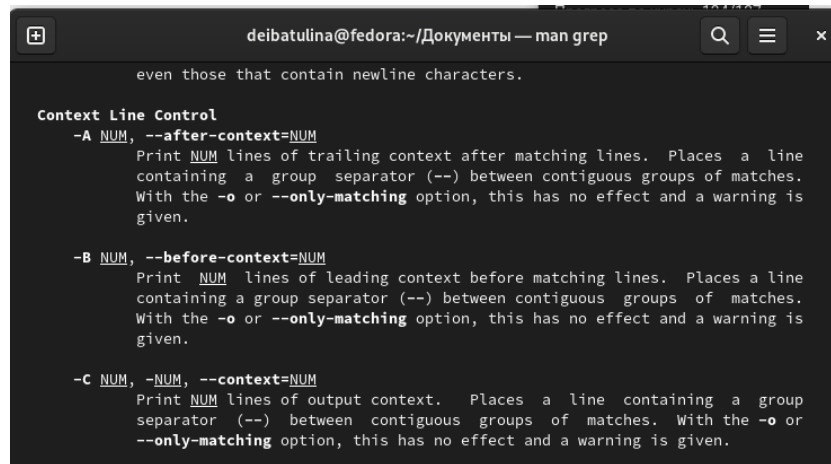 deibatulina@fedora:~/Документы — man grep
even those that contain newline characters.
Context Line Control
-A NUM, --after-context=NUM
Print NUM lines of trailing context after matching lines. Places a line
containing a group separator (--) between contiguous groups of matches.
With the -o or --only-matching option, this has no effect and a warning is
given.
-B NUM, --before-context=NUM
Print NUM lines of leading context before matching lines. Places a line
containing a group separator (--) between contiguous groups of matches.
With the -o or --only-matching option, this has no effect and a warning is
given.
-C NUM, -NUM, --context=NUM
Print NUM lines of output context. Places a line containing a group
separator (--) between contiguous groups of matches. With the -o or
--only-matching option, this has no effect and a warning is given.